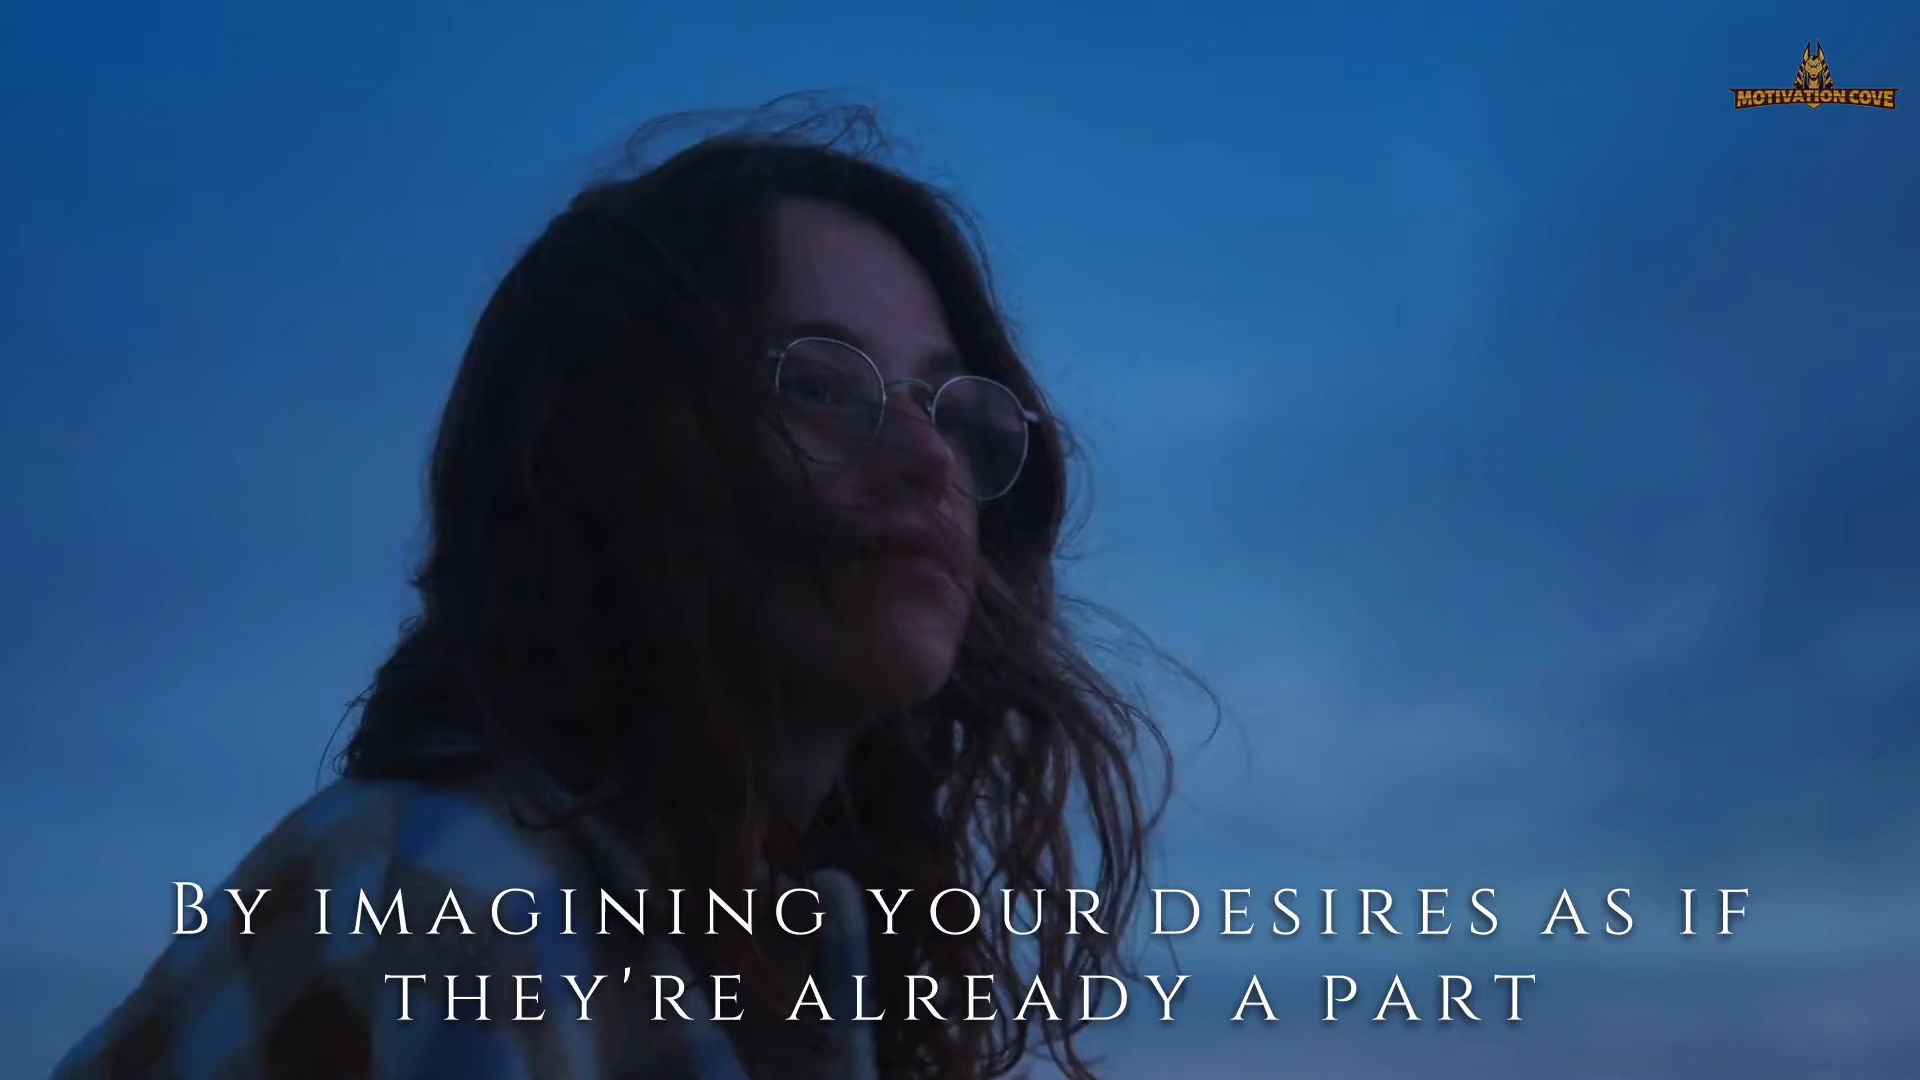 MOTIVATION COVE
By imagining your desires as if
they're already a part